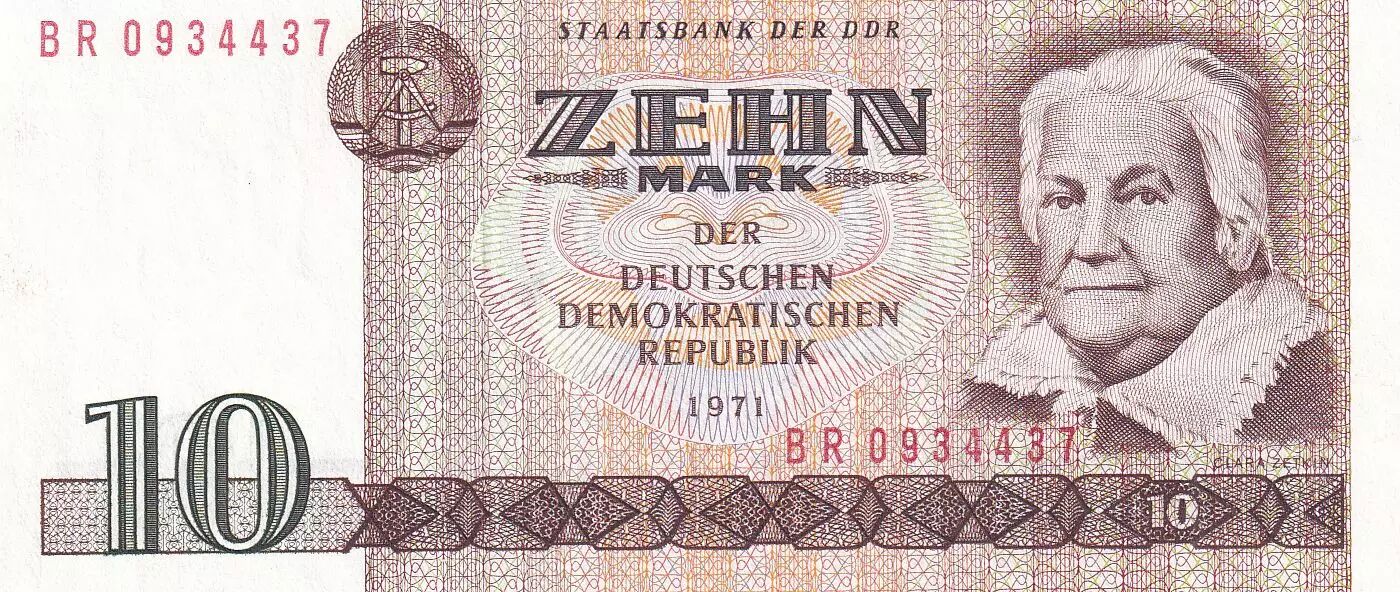 BR 0934437
STAATSBANK DER DDR
ZEHN
MARK
DER
DEUTSCHEN
DEMOKRATISCHEN
REPUBLIK
1971
BR 0934437
CLARA ZETKIN
10
10